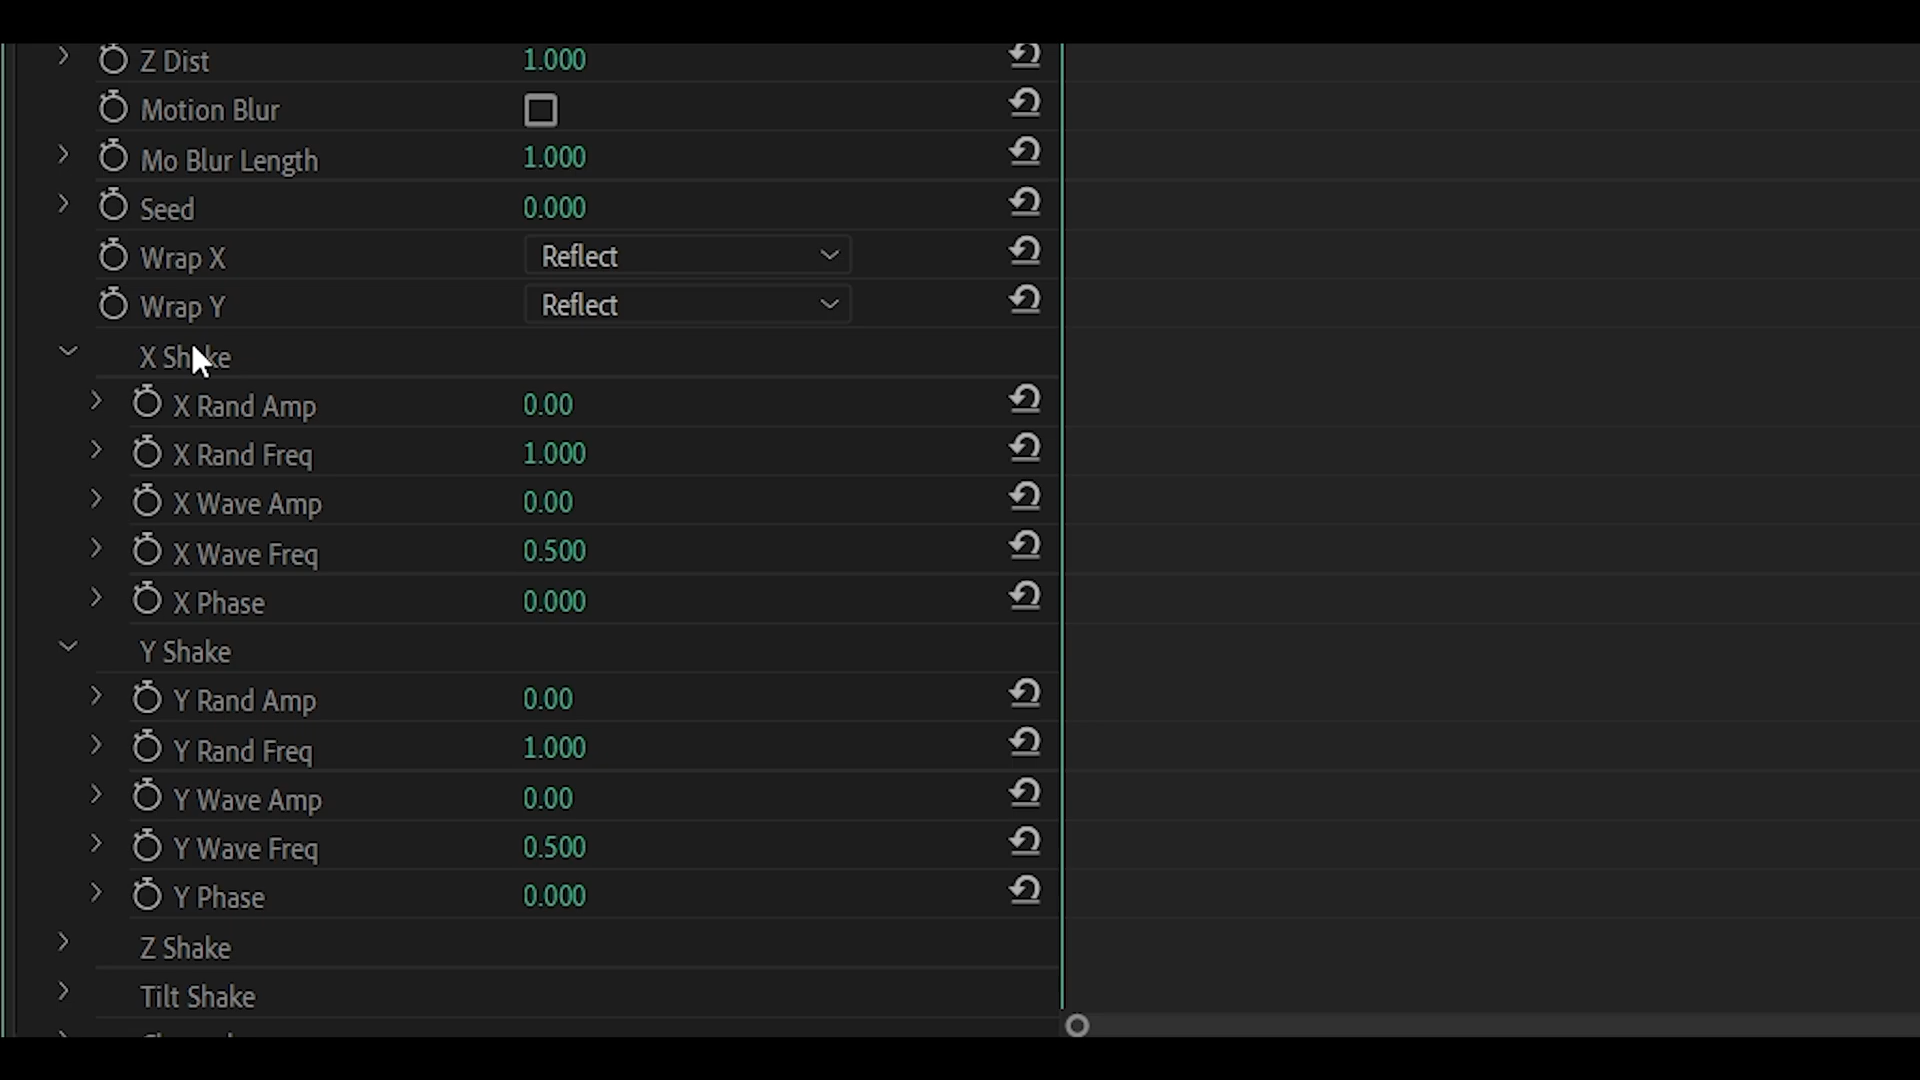 Z Dist 1.000
Motion Blur
Mo Blur Length 1.000
Seed 0.000
Wrap X Reflect
Wrap Y Reflect
X Shake
X Rand Amp 0.00
X Rand Freq 1.000
X Wave Amp 0.00
X Wave Freq 0.500
X Phase 0.000
Y Shake
Y Rand Amp 0.00
Y Rand Freq 1.000
Y Wave Amp 0.00
Y Wave Freq 0.500
Y Phase 0.000
Z Shake
Tilt Shake